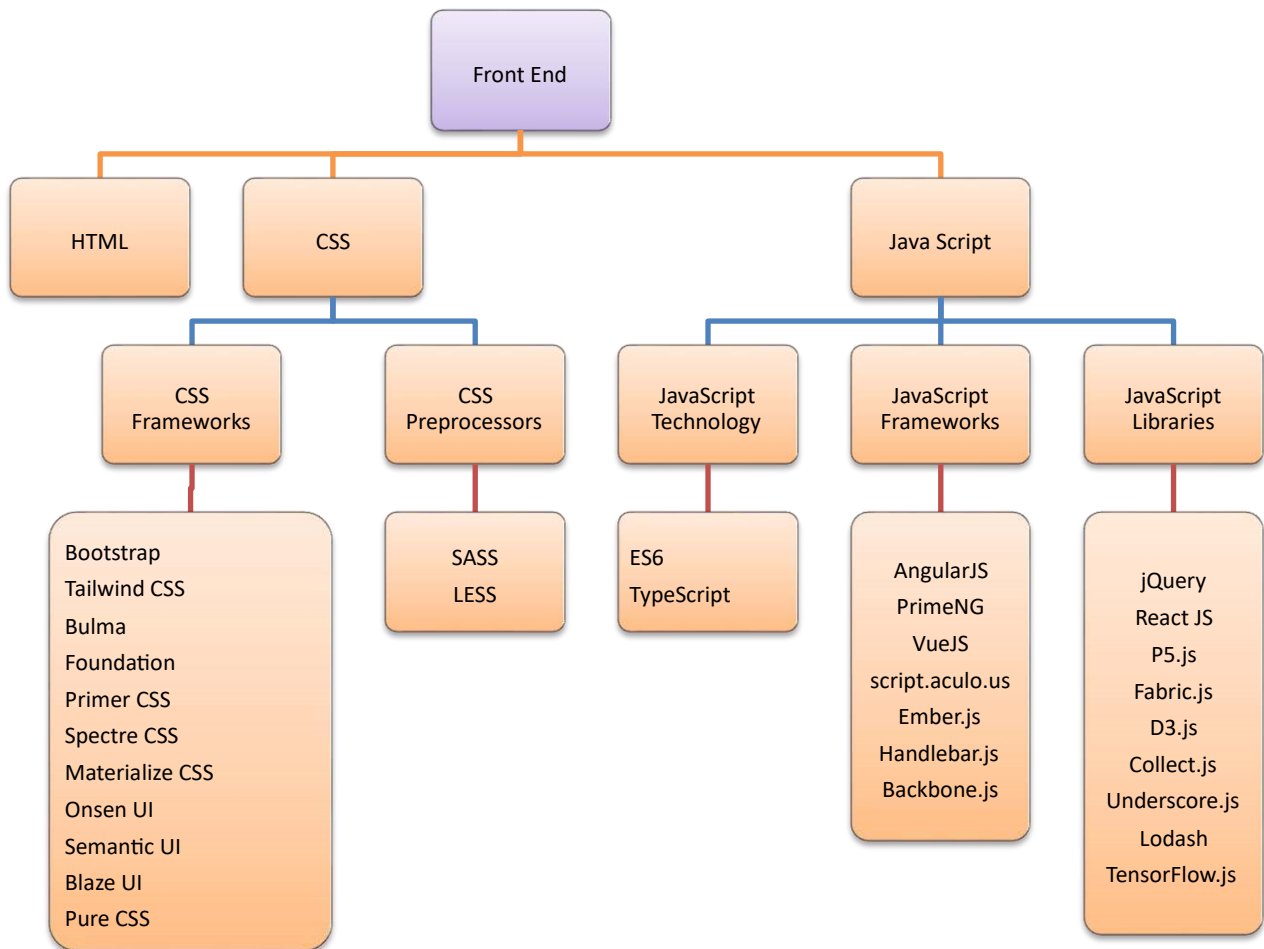 Front End
HTML
CSS
Java Script
CSS
Frameworks
CSS
Preprocessors
JavaScript
Technology
JavaScript
Frameworks
JavaScript
Libraries
Bootstrap
Tailwind CSS
Bulma
Foundation
Primer CSS
Spectre CSS
Materialize CSS
Onsen UI
Semantic UI
Blaze UI
Pure CSS
SASS
LESS
ES6
TypeScript
AngularJS
PrimeNG
VueJS
script.aculo.us
Ember.js
Handlebar.js
Backbone.js
jQuery
React JS
P5.js
Fabric.js
D3.js
Collect.js
Underscore.js
Lodash
TensorFlow.js